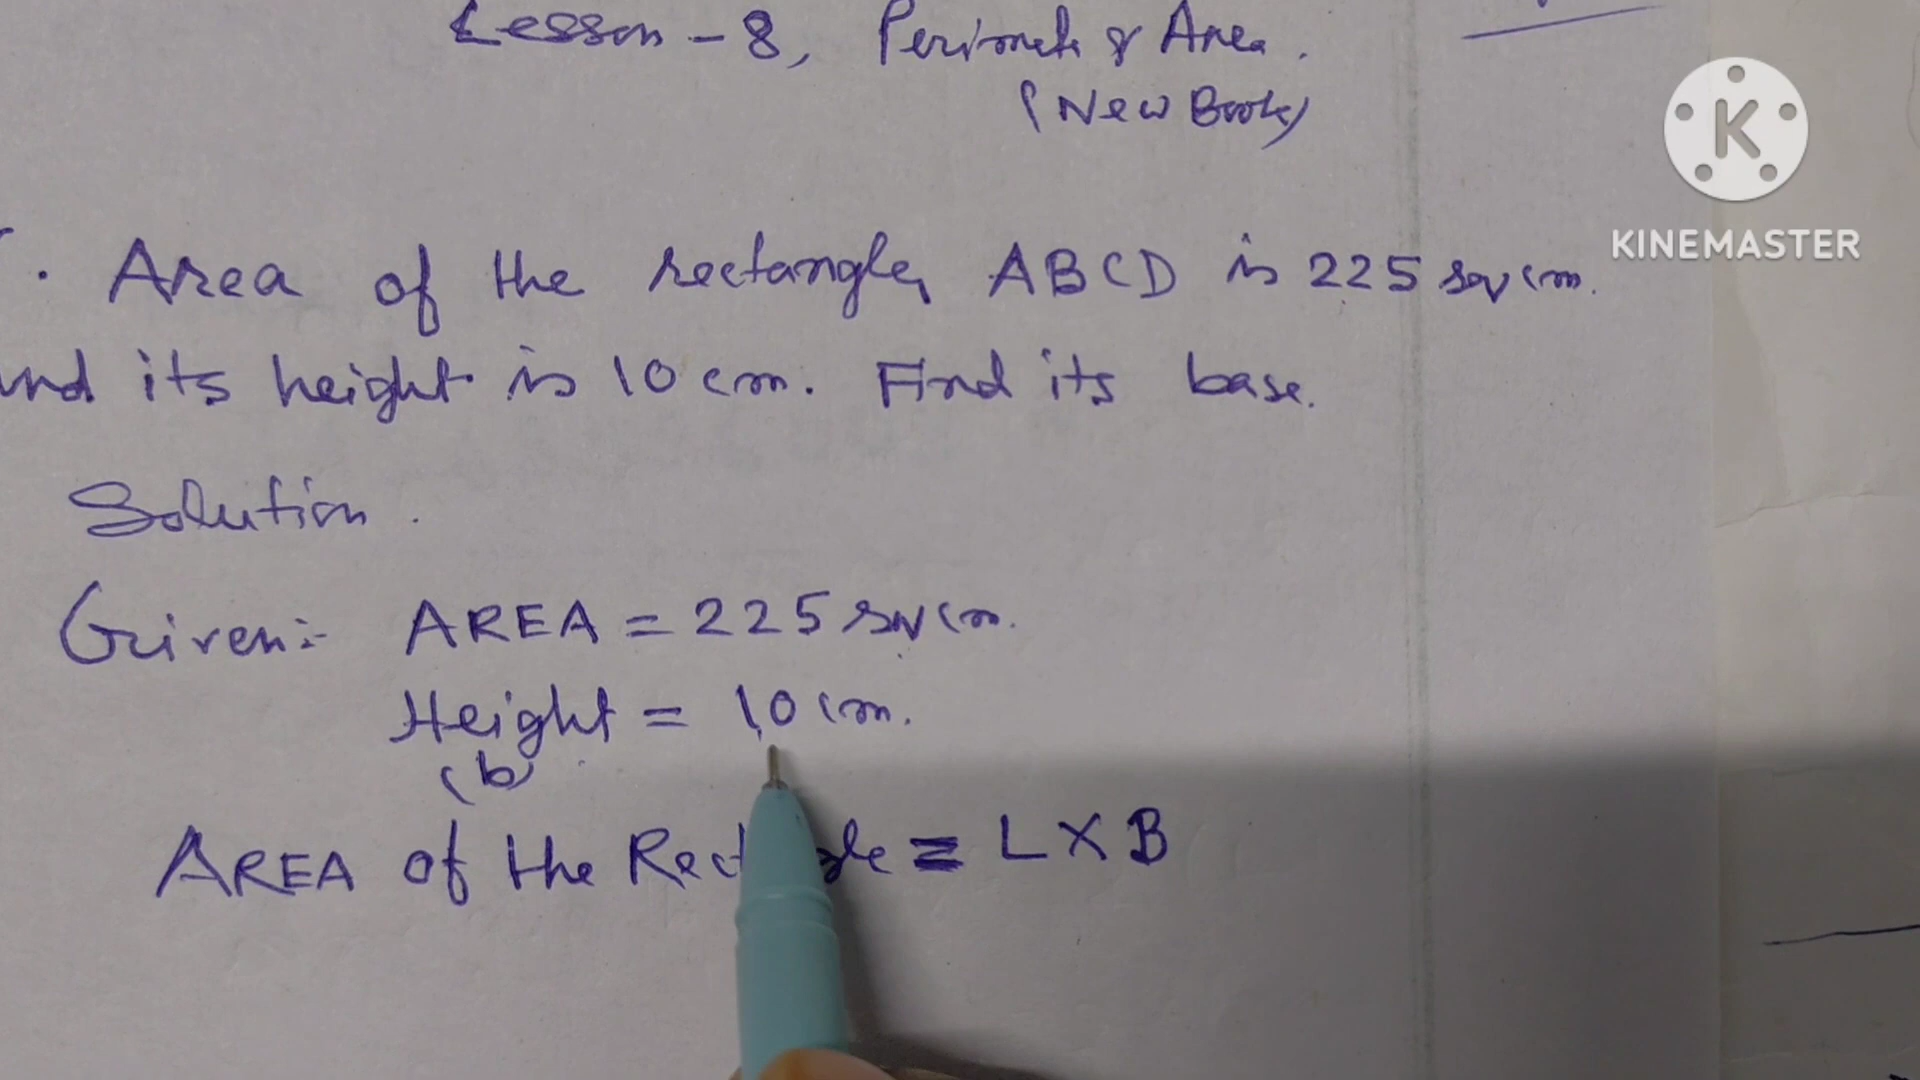 Lesson - 8, Perimeter & Area.
(New Book)
K
KINEMASTER
. Area of the rectangle, ABCD is 225 sq cm.
and its height is 10 cm. Find its base.
Solution.
Given:- AREA = 225 sq cm.
Height = 10 cm.
(b)
AREA of the = L X B